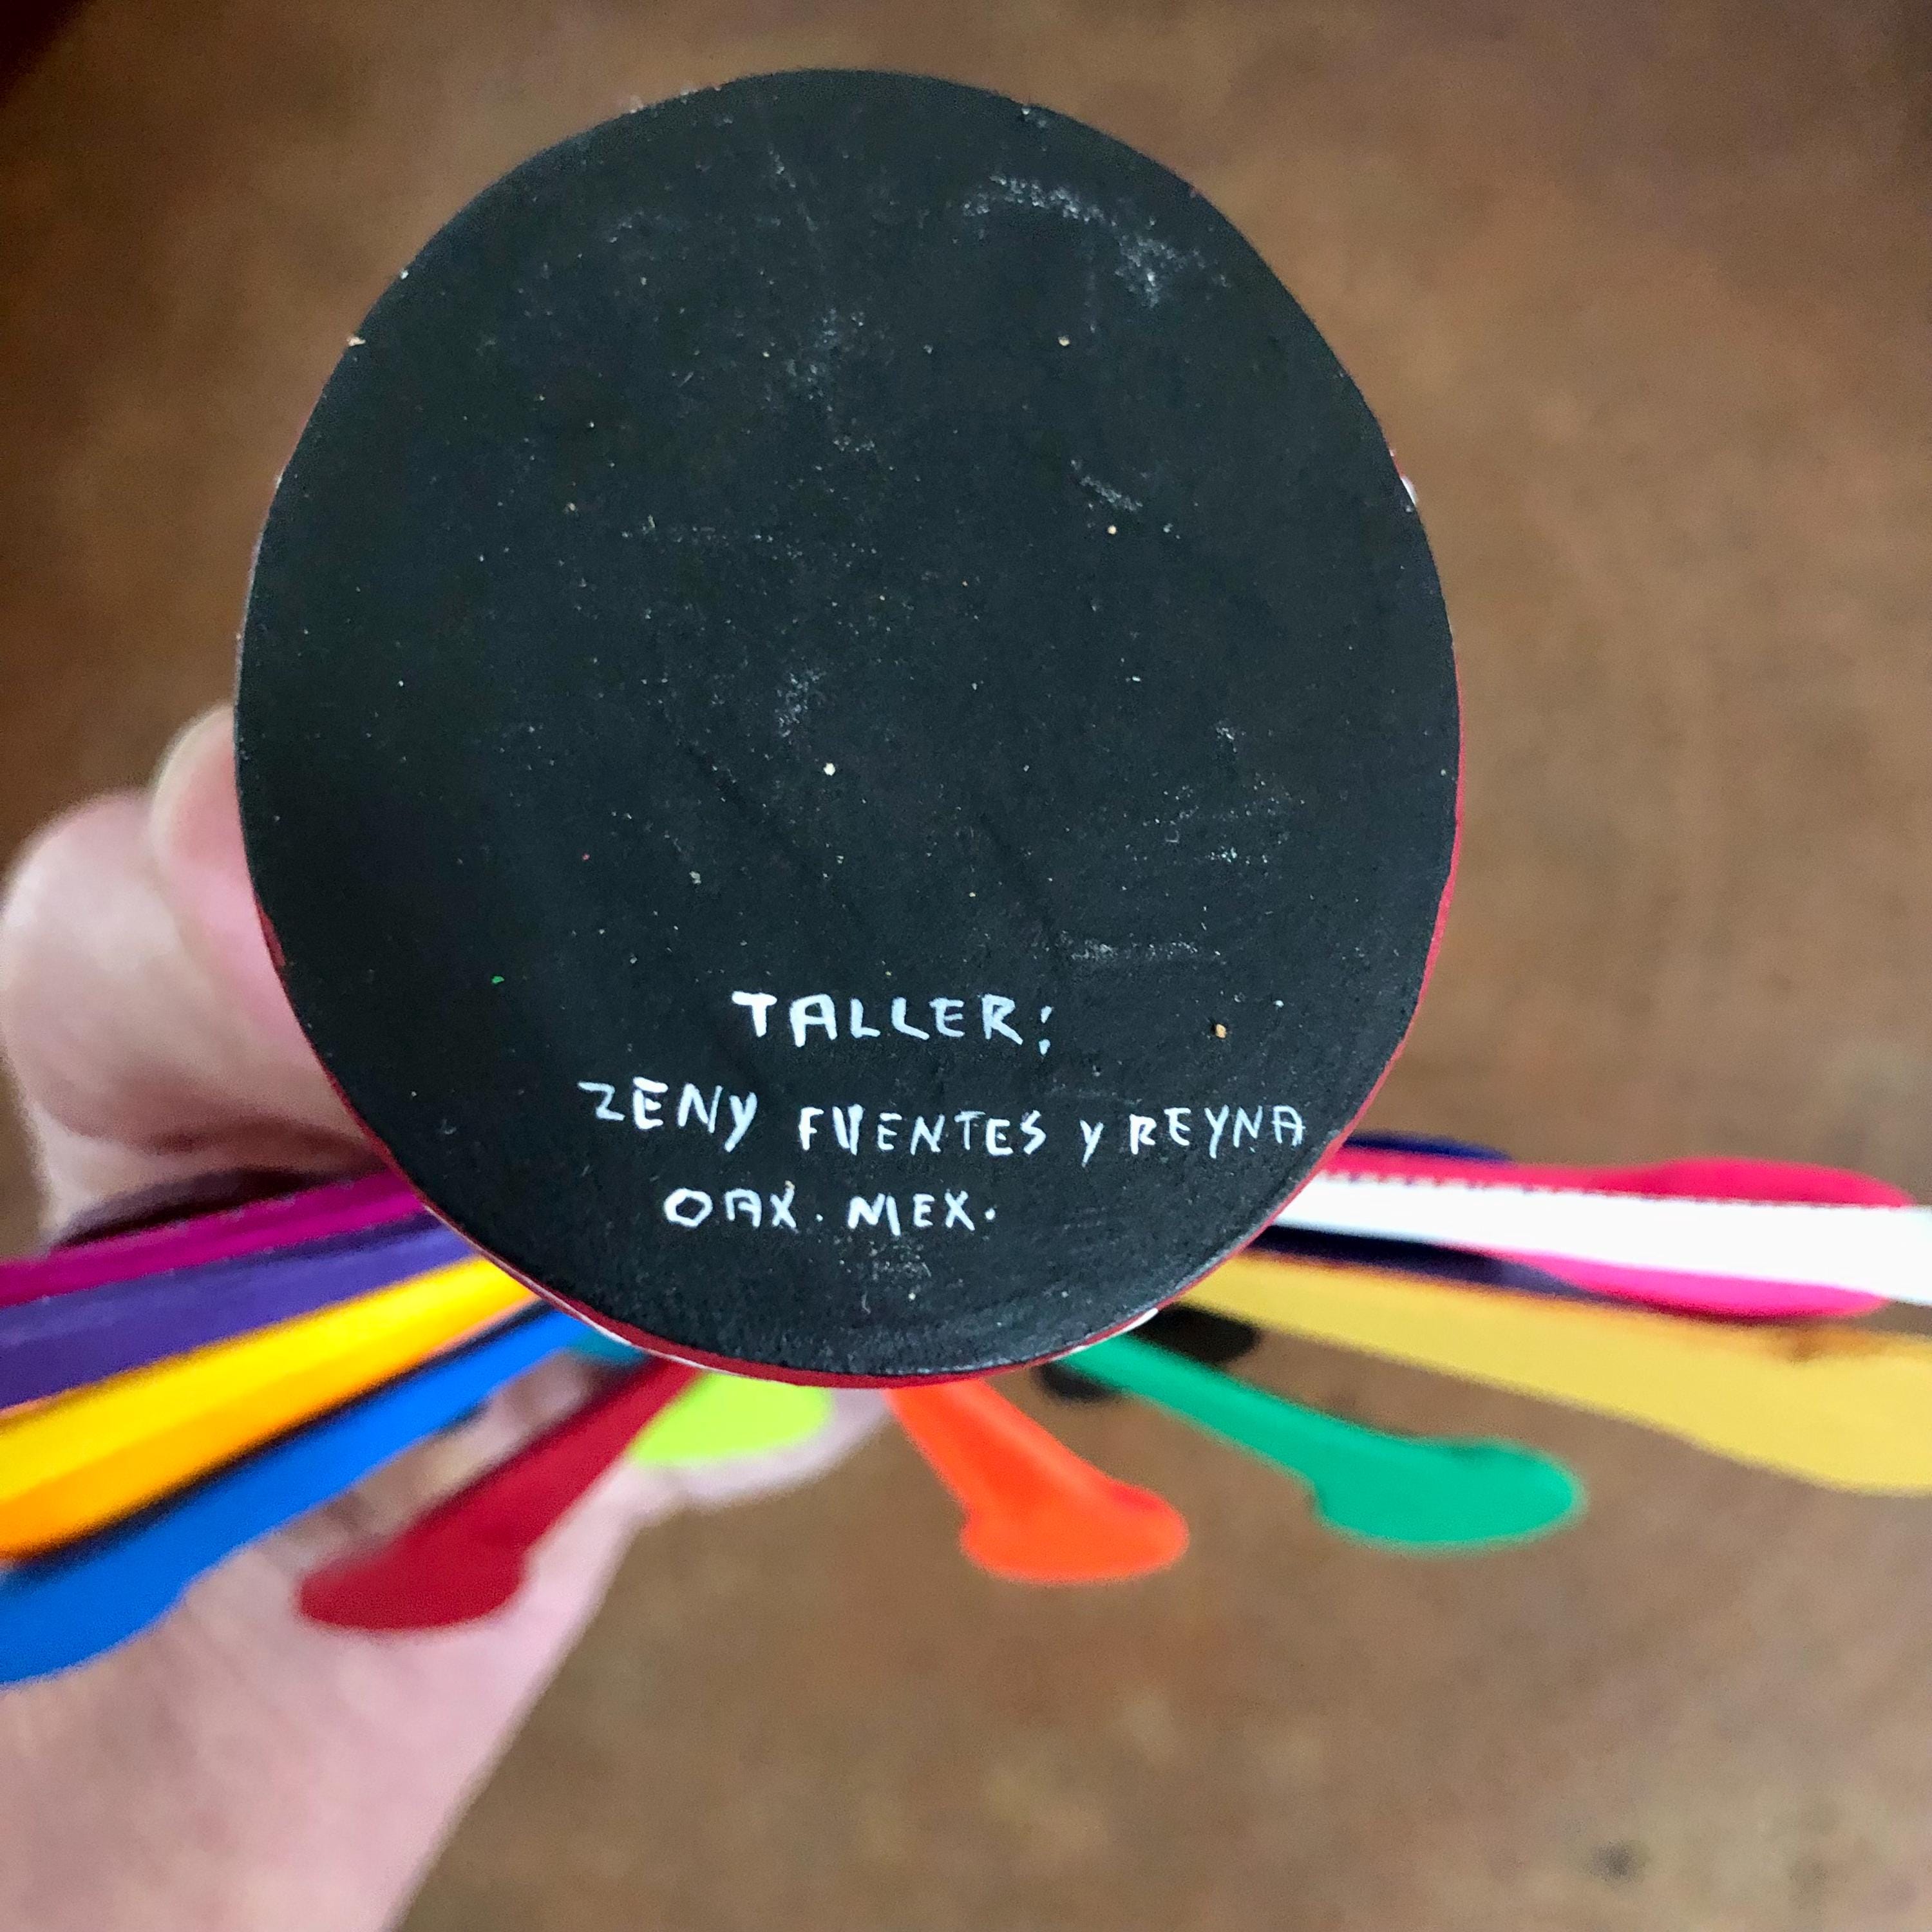 TALLER:
ZENY FUENTES Y REYNA
OAX. MEX.